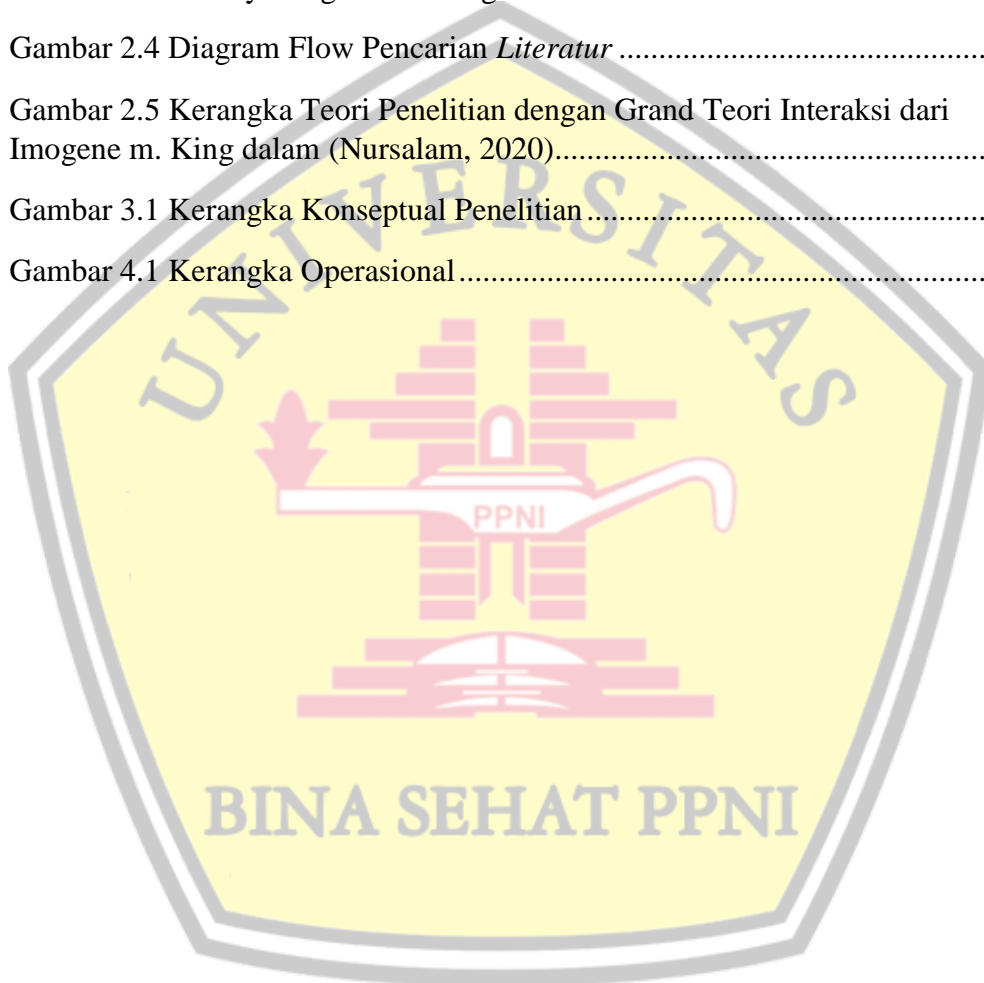 Gambar 2.4 Diagram Flow Pencarian Literatur ..............................................
Gambar 2.5 Kerangka Teori Penelitian dengan Grand Teori Interaksi dari
Imogene m. King dalam (Nursalam, 2020)......................................................
Gambar 3.1 Kerangka Konseptual Penelitian ..................................................
Gambar 4.1 Kerangka Operasional ..................................................................
UNIVERSITAS
PPNI
BINA SEHAT PPNI